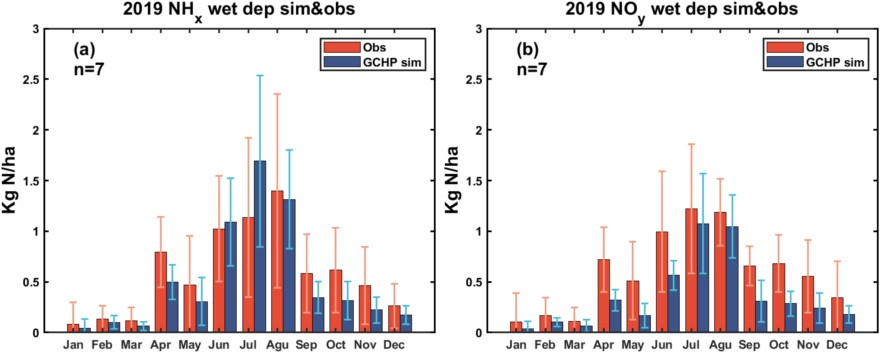 2019 NHx wet dep sim&obs
(a)
n=7
Obs
GCHP sim
Kg N/ha
3
2.5
2
1.5
1
0.5
0
Jan Feb Mar Apr May Jun Jul Agu Sep Oct Nov Dec
2019 NOy wet dep sim&obs
(b)
n=7
Obs
GCHP sim
Kg N/ha
3
2.5
2
1.5
1
0.5
0
Jan Feb Mar Apr May Jun Jul Agu Sep Oct Nov Dec